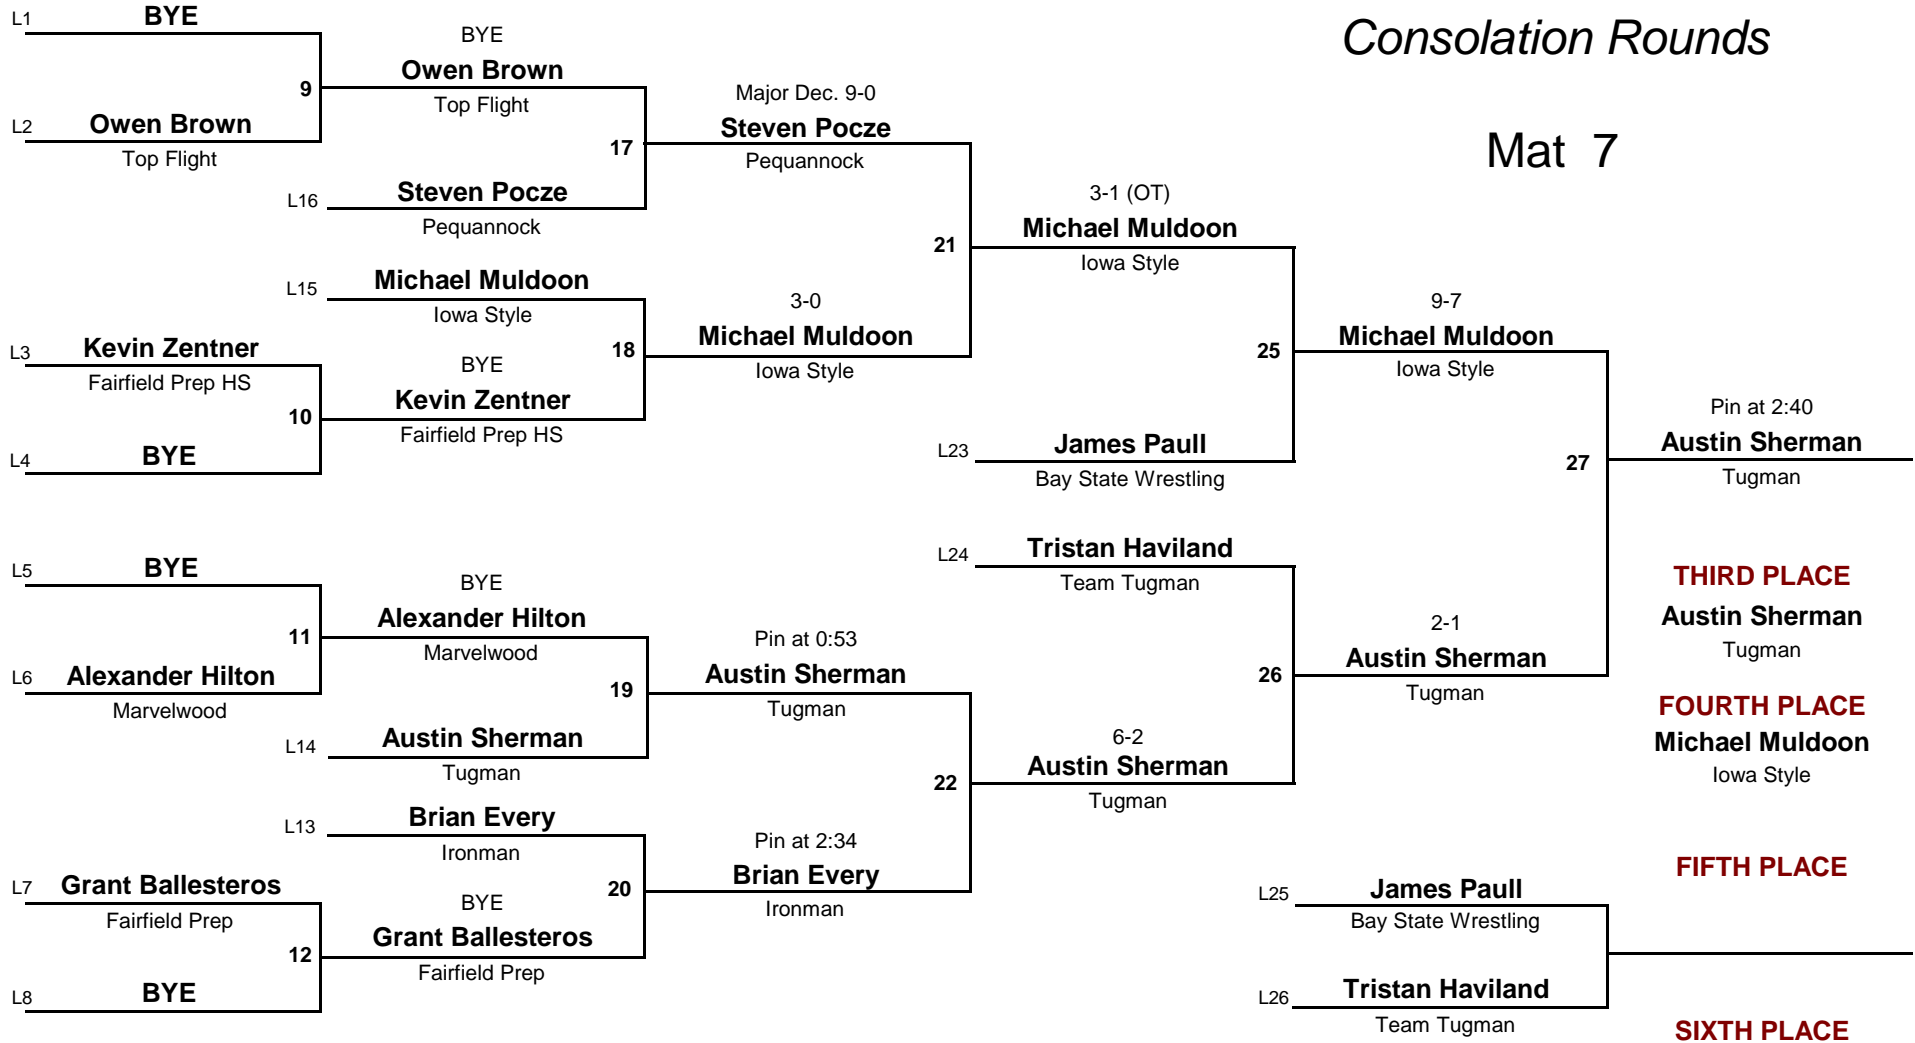 Consolation Rounds
Mat 7
L1 BYE
9
L2 Owen Brown
Top Flight
BYE
Owen Brown
Top Flight
17
L16 Steven Pocze
Pequannock
Major Dec. 9-0
Steven Pocze
Pequannock
L15 Michael Muldoon
Iowa Style
18
L3 Kevin Zentner
Fairfield Prep HS
10
L4 BYE
BYE
Kevin Zentner
Fairfield Prep HS
3-0
Michael Muldoon
Iowa Style
21
3-1 (OT)
Michael Muldoon
Iowa Style
25
L23 James Paull
Bay State Wrestling
9-7
Michael Muldoon
Iowa Style
27
L5 BYE
11
L6 Alexander Hilton
Marvelwood
BYE
Alexander Hilton
Marvelwood
19
L14 Austin Sherman
Tugman
Pin at 0:53
Austin Sherman
Tugman
L13 Brian Every
Ironman
20
L7 Grant Ballesteros
Fairfield Prep
12
L8 BYE
BYE
Grant Ballesteros
Fairfield Prep
Pin at 2:34
Brian Every
Ironman
22
L24 Tristan Haviland
Team Tugman
26
6-2
Austin Sherman
Tugman
2-1
Austin Sherman
Tugman
Pin at 2:40
Austin Sherman
Tugman
THIRD PLACE
Austin Sherman
Tugman
FOURTH PLACE
Michael Muldoon
Iowa Style
FIFTH PLACE
L25 James Paull
Bay State Wrestling
L26 Tristan Haviland
Team Tugman
SIXTH PLACE